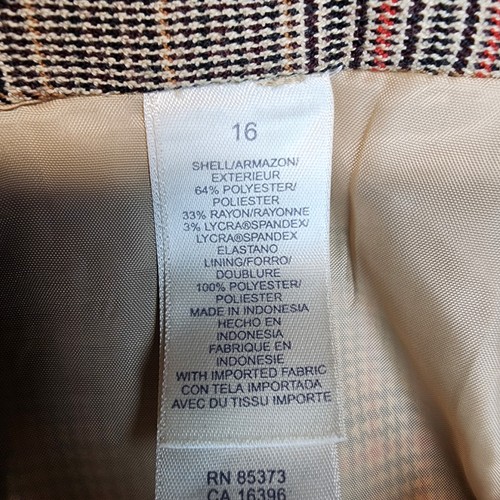 16
SHELL/ARMAZON/
EXTERIEUR
64% POLYESTER/
POLIESTER
33% RAYON/RAYONNE
3% LYCRA®SPANDEX/
LYCRA®SPANDEX
ELASTANO
LINING/FORRO/
DOUBLURE
100% POLYESTER/
POLIESTER
MADE IN INDONESIA
HECHO EN
INDONESIA
FABRIQUE EN
INDONESIE
WITH IMPORTED FABRIC
CON TELA IMPORTADA
AVEC DU TISSU IMPORTE
RN 85373
CA 16396